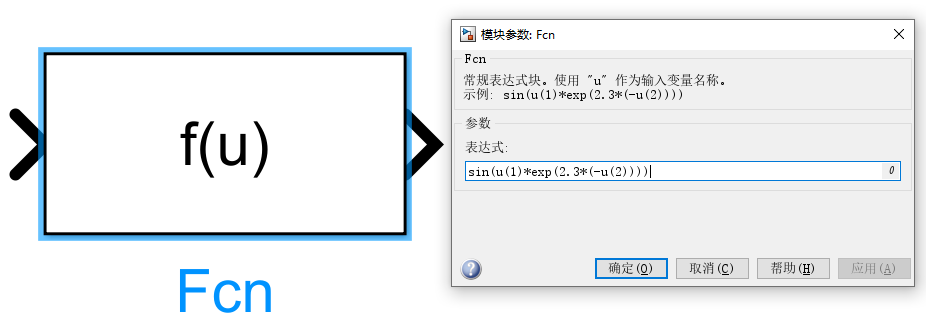 f(u)
Fcn
模块参数: Fcn
Fcn
常规表达式块。使用 "u" 作为输入变量名称。
示例: sin(u(1)*exp(2.3*(-u(2))))
参数
表达式:
sin(u(1)*exp(2.3*(-u(2))))
0
?
确定(O)
取消(C)
帮助(H)
应用(A)